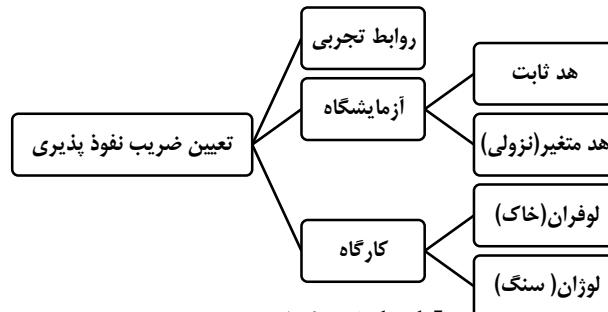 روابط تجربی
هد ثابت
آزمایشگاه
تعیین ضریب نفوذ پذیری
هد متغیر(نزولی)
لوفران(خاک)
کارگاه
لوژان( سنگ)